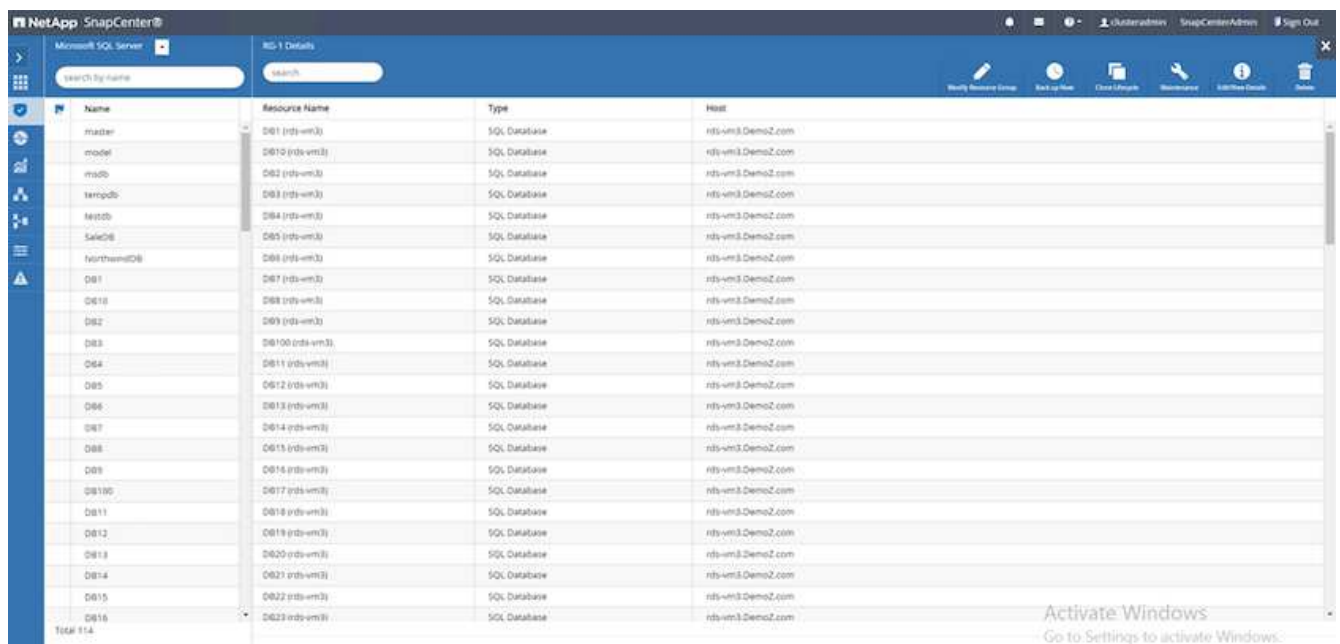 NetApp SnapCenter® clusteradmin SnapCenterAdmin Sign Out
Microsoft SQL Server RG-1 Details
search by name search
Modify Resource Group Back up Now Clone Lifecycle Maintenance Edit/View Details Delete
Name Resource Name Type Host
master DB1 (rds-vm3) SQL Database rds-vm3.DemoZ.com
model DB10 (rds-vm3) SQL Database rds-vm3.DemoZ.com
msdb DB2 (rds-vm3) SQL Database rds-vm3.DemoZ.com
tempdb DB3 (rds-vm3) SQL Database rds-vm3.DemoZ.com
testdb DB4 (rds-vm3) SQL Database rds-vm3.DemoZ.com
SaleDB DB5 (rds-vm3) SQL Database rds-vm3.DemoZ.com
NorthwindDB DB6 (rds-vm3) SQL Database rds-vm3.DemoZ.com
DB1 DB7 (rds-vm3) SQL Database rds-vm3.DemoZ.com
DB10 DB8 (rds-vm3) SQL Database rds-vm3.DemoZ.com
DB2 DB9 (rds-vm3) SQL Database rds-vm3.DemoZ.com
DB3 DB100 (rds-vm3) SQL Database rds-vm3.DemoZ.com
DB4 DB11 (rds-vm3) SQL Database rds-vm3.DemoZ.com
DB5 DB12 (rds-vm3) SQL Database rds-vm3.DemoZ.com
DB6 DB13 (rds-vm3) SQL Database rds-vm3.DemoZ.com
DB7 DB14 (rds-vm3) SQL Database rds-vm3.DemoZ.com
DB8 DB15 (rds-vm3) SQL Database rds-vm3.DemoZ.com
DB9 DB16 (rds-vm3) SQL Database rds-vm3.DemoZ.com
DB100 DB17 (rds-vm3) SQL Database rds-vm3.DemoZ.com
DB11 DB18 (rds-vm3) SQL Database rds-vm3.DemoZ.com
DB12 DB19 (rds-vm3) SQL Database rds-vm3.DemoZ.com
DB13 DB20 (rds-vm3) SQL Database rds-vm3.DemoZ.com
DB14 DB21 (rds-vm3) SQL Database rds-vm3.DemoZ.com
DB15 DB22 (rds-vm3) SQL Database rds-vm3.DemoZ.com
DB16 DB23 (rds-vm3) SQL Database rds-vm3.DemoZ.com
Total 114
Activate Windows
Go to Settings to activate Windows.